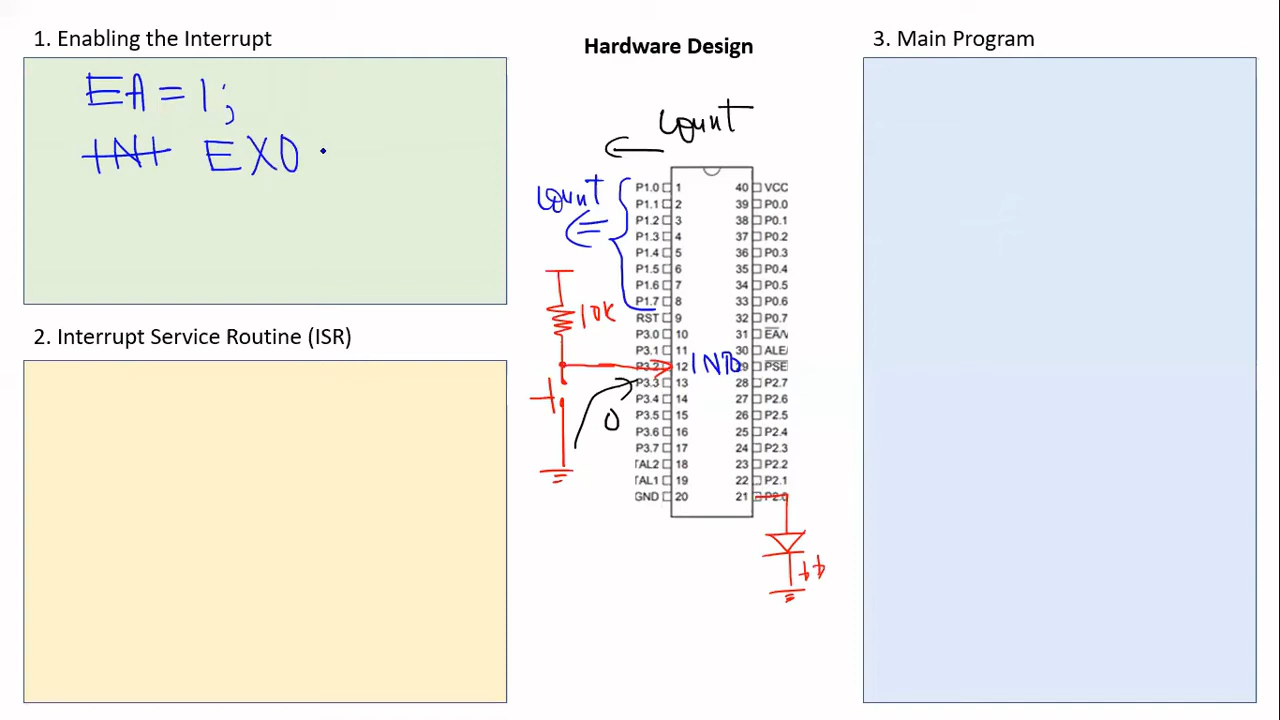 1. Enabling the Interrupt
EA = 1;
INT EX0
2. Interrupt Service Routine (ISR)
Hardware Design
count
count
10K
INT0
0
P1.0 1 40 VCC
P1.1 2 39 P0.0
P1.2 3 38 P0.1
P1.3 4 37 P0.2
P1.4 5 36 P0.3
P1.5 6 35 P0.4
P1.6 7 34 P0.5
P1.7 8 33 P0.6
RST 9 32 P0.7
P3.0 10 31 EA/V
P3.1 11 30 ALE/
P3.2 12 29 PSE
P3.3 13 28 P2.7
P3.4 14 27 P2.6
P3.5 15 26 P2.5
P3.6 16 25 P2.4
P3.7 17 24 P2.3
TAL2 18 23 P2.2
TAL1 19 22 P2.1
GND 20 21 P2.0
3. Main Program